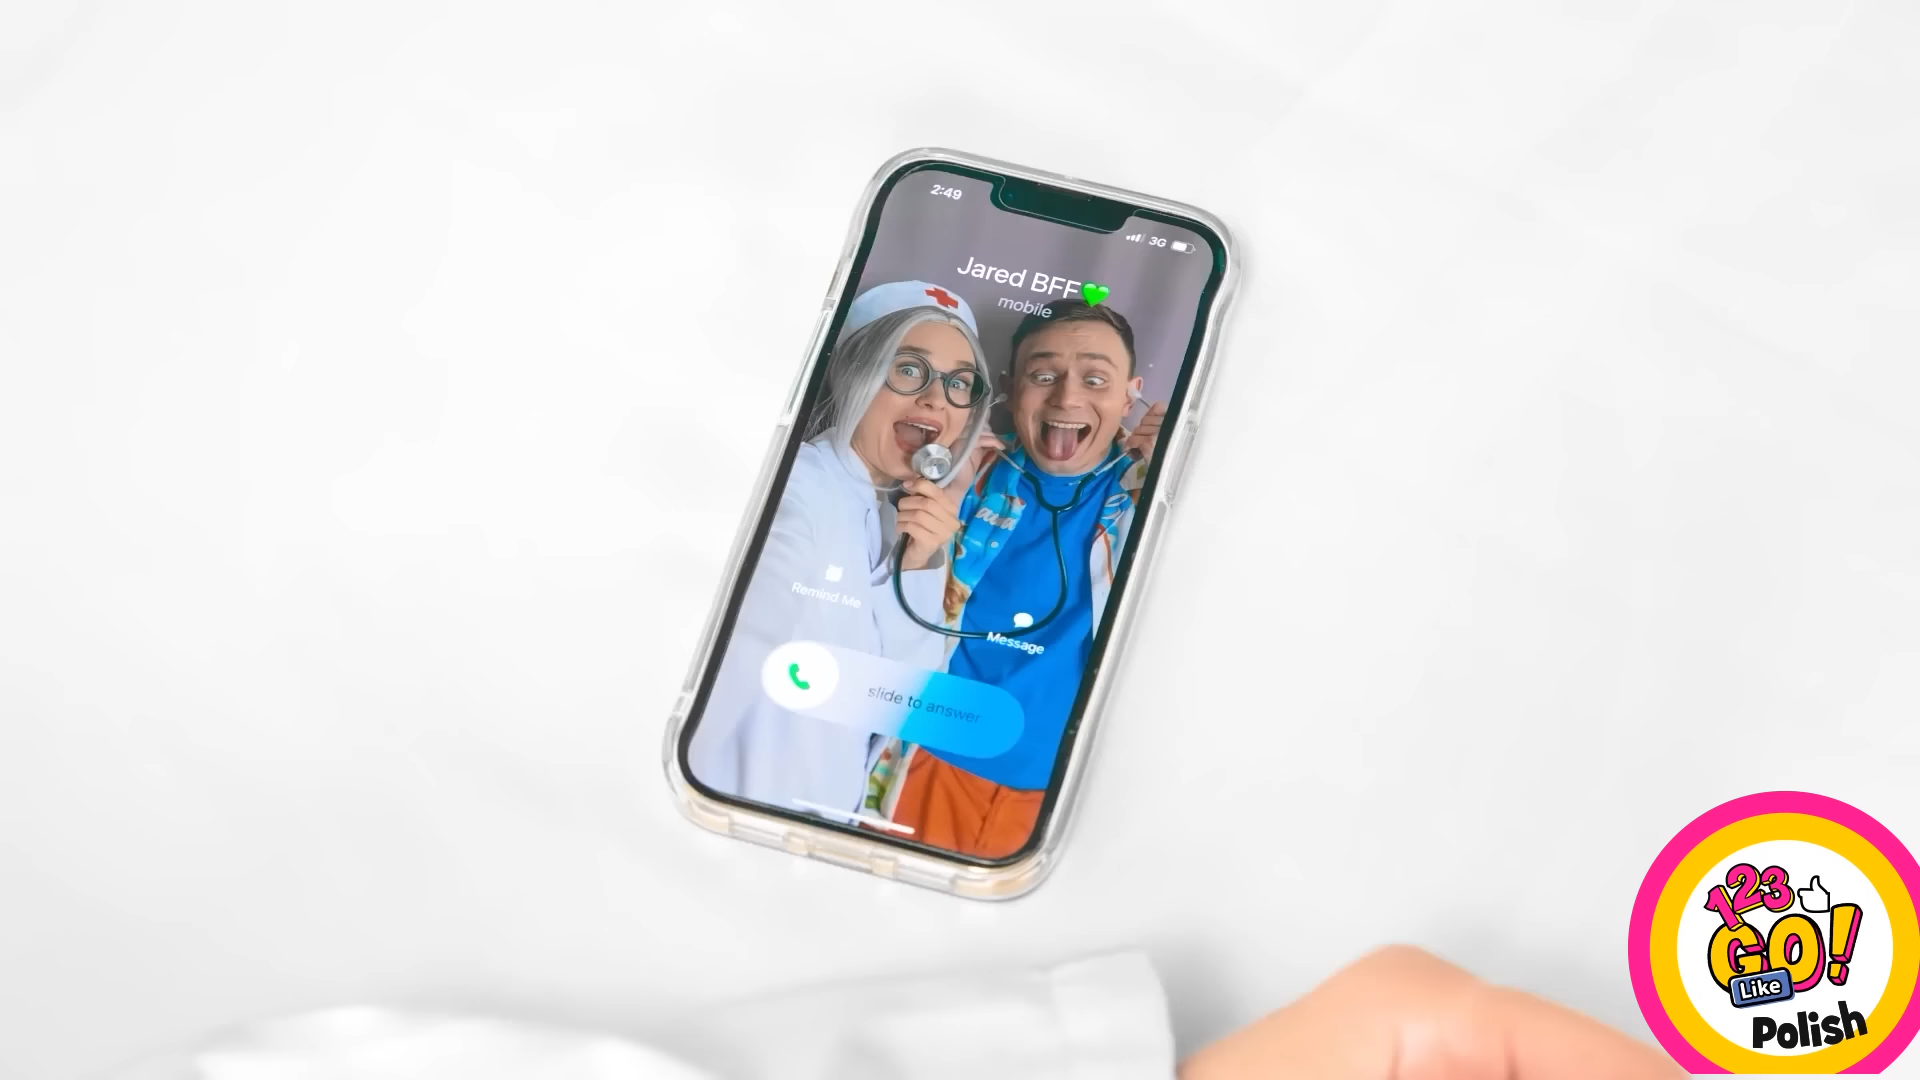 2:49
3G
Jared BFF💚
mobile
Remind Me
Message
slide to answer
123
GO!
Like
Polish